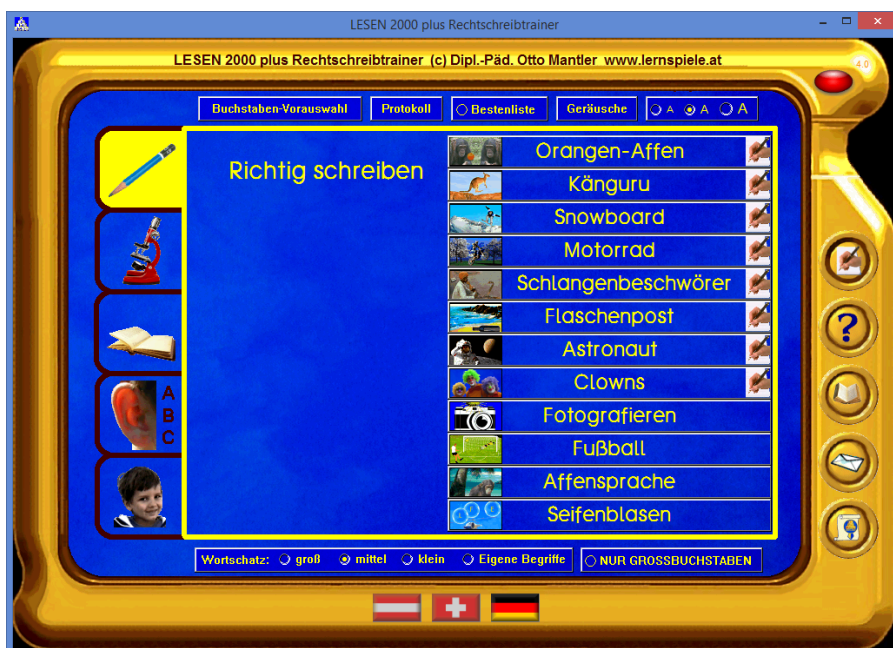 LESEN 2000 plus Rechtschreibtrainer
LESEN 2000 plus Rechtschreibtrainer (c) Dipl.-Päd. Otto Mantler www.lernspiele.at
4.0
Buchstaben-Vorauswahl Protokoll Bestenliste Geräusche A A A
Richtig schreiben
Orangen-Affen
Känguru
Snowboard
Motorrad
Schlangenbeschwörer
Flaschenpost
Astronaut
Clowns
Fotografieren
Fußball
Affensprache
Seifenblasen
A
B
C
?
Wortschatz: groß mittel klein Eigene Begriffe NUR GROSSBUCHSTABEN